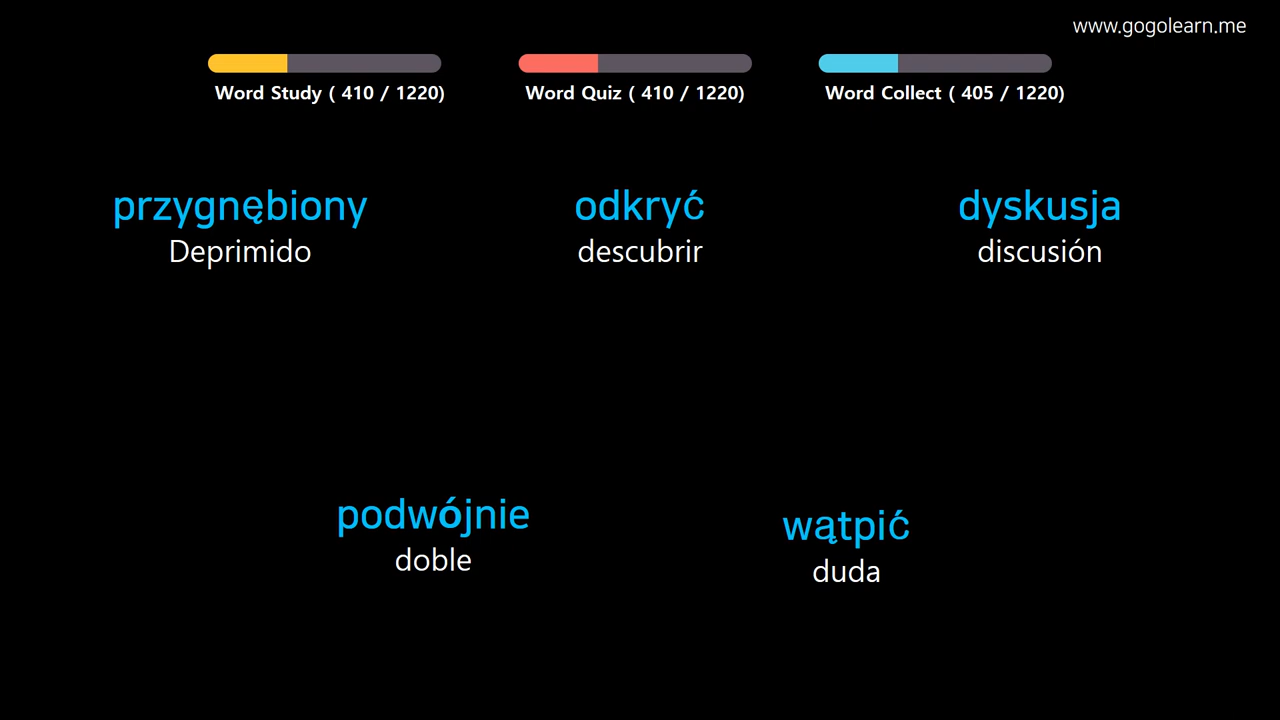 www.gogolearn.me
Word Study ( 410 / 1220)
Word Quiz ( 410 / 1220)
Word Collect ( 405 / 1220)
przygnębiony
Deprimido
odkryć
descubrir
dyskusja
discusión
podwójnie
doble
wątpić
duda